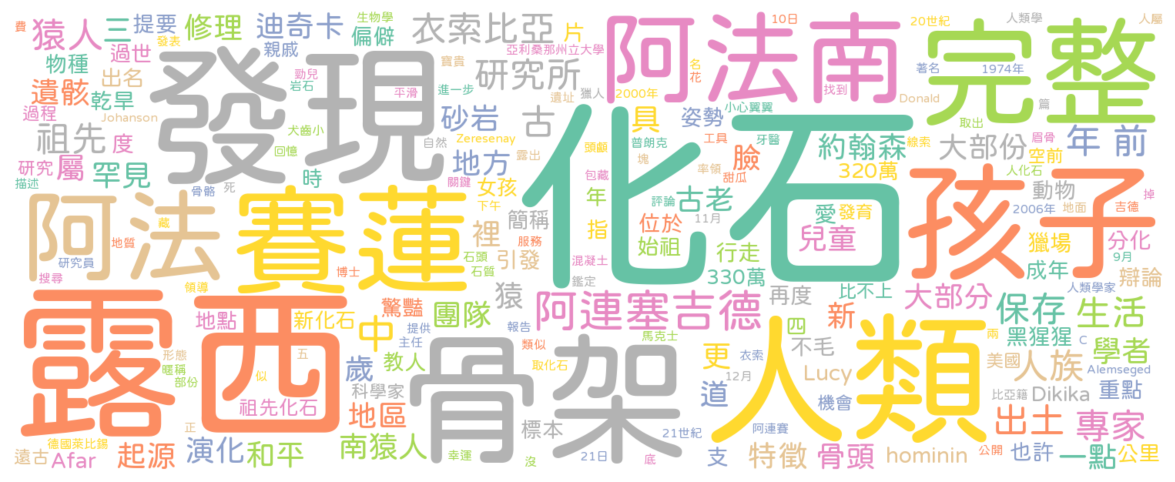 費
猿人
三
提要
修理
生物學
發表
過世
迪奇卡
親戚
偏僻
衣索比亞
片
亞利桑那州立大學
阿法南
10日
20世紀
完整
人類學
人屬
著名
1974年
物種
出名
遺骸
乾旱
過程
Johanson
發現
勁兒
岩石
平滑
寶貴
進一步
研究所
遺址
獵人
2000年
名
花
找到
小心翼翼
Donald
篇
取出
祖先
度
犬齒小
回憶
自然
砂岩
Zeresenay
古
具
姿勢
工具
牙醫
約翰森
線索
眉骨
大部份
年
前
研究
屬
罕見
描述
時
骨骼
死
地方
關鍵
露出
頭顱
普朗克
塊
包藏
率領
甜瓜
臉
320萬
空前
人化石
動物
掉
阿法
藏
地質
賽蓮
女孩
下午
簡稱
年
指
化石
評論
古老
11月
位於
始祖
愛
發育
兒童
孩子
2006年
地面
吉德
獵場
分化
9月
研究員
搜尋
博士
領導
石頭
石質
服務
裡
引發
混凝土
鑑定
行走
330萬
成年
辯論
人類學家
露西
地點
新化石
驚豔
中
團隊
提供
主任
猿
報告
阿連塞吉德
馬克士
再度
比不上
新
大部分
保存
生活
兩
黑猩猩
C
學者
四
不毛
形態
暱稱
部份
似
五
祖先化石
教人
歲
科學家
類似
取化石
骨架
更
衣索
Lucy
12月
道
機會
人類
美國
人族
Alemseged
比亞籍
Dikika
重點
德國萊比錫
正
地區
標本
阿連賽
遠古
Afar
起源
演化
和平
南猿人
幸運
沒
21日
21世紀
底
支
特徵
骨頭
hominin
出土
公開
也許
專家
一點
公里